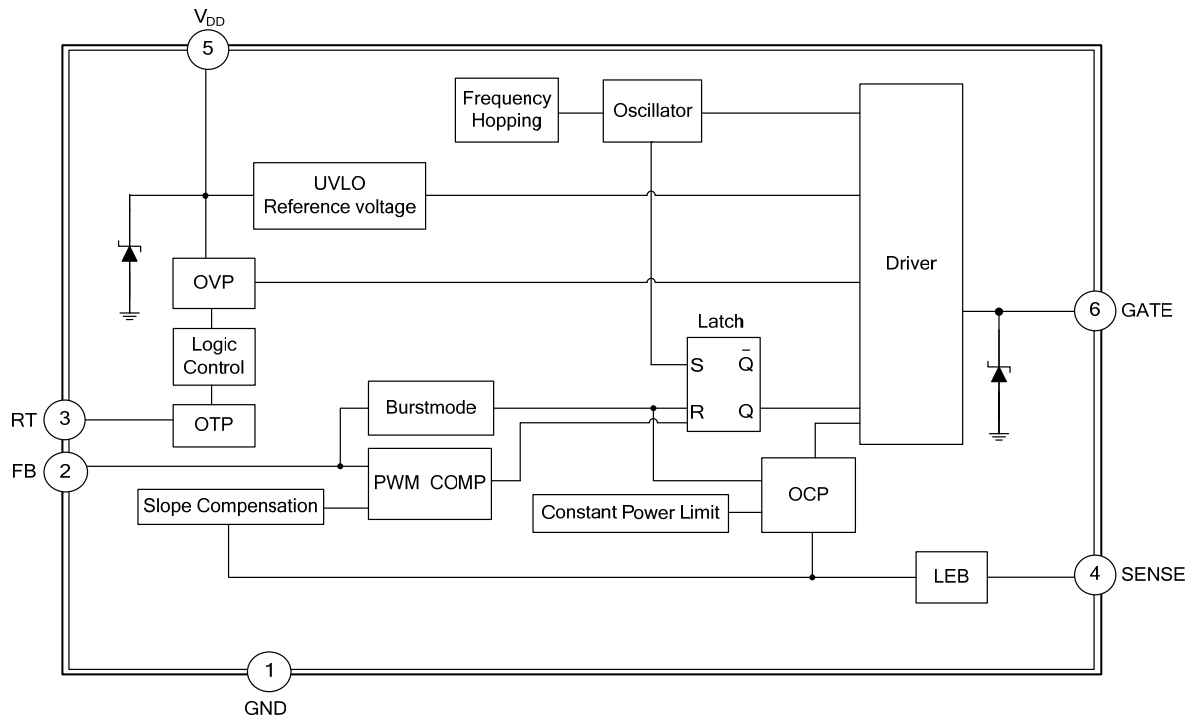 VDD
5
Frequency
Hopping
Oscillator
UVLO
Reference voltage
Driver
OVP
6
GATE
Latch
Logic
Control
S
Q̅
R
Q
Burstmode
RT
3
OTP
FB
2
PWM COMP
Slope Compensation
OCP
Constant Power Limit
LEB
4
SENSE
1
GND